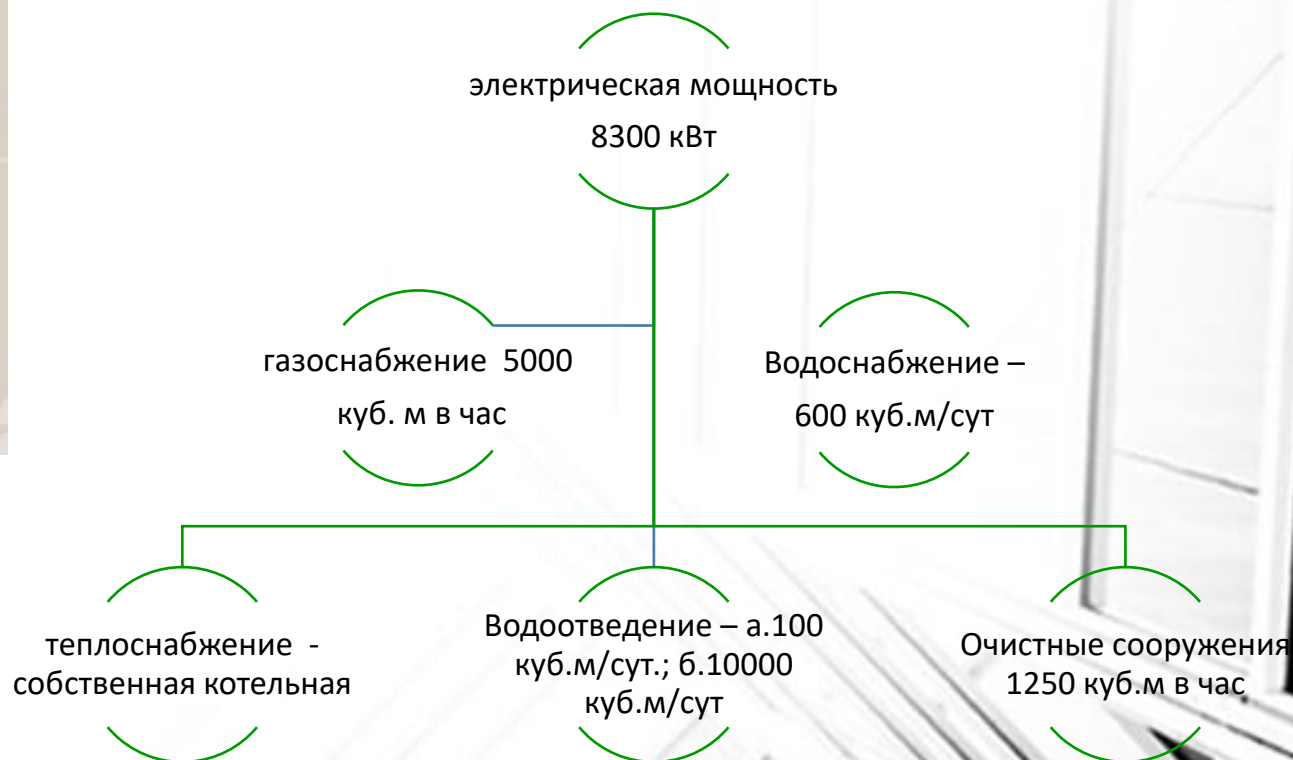 электрическая мощность
8300 кВт
газоснабжение 5000
куб. м в час
Водоснабжение –
600 куб.м/сут
теплоснабжение -
собственная котельная
Водоотведение – а.100
куб.м/сут.; б.10000
куб.м/сут
Очистные сооружения
1250 куб.м в час